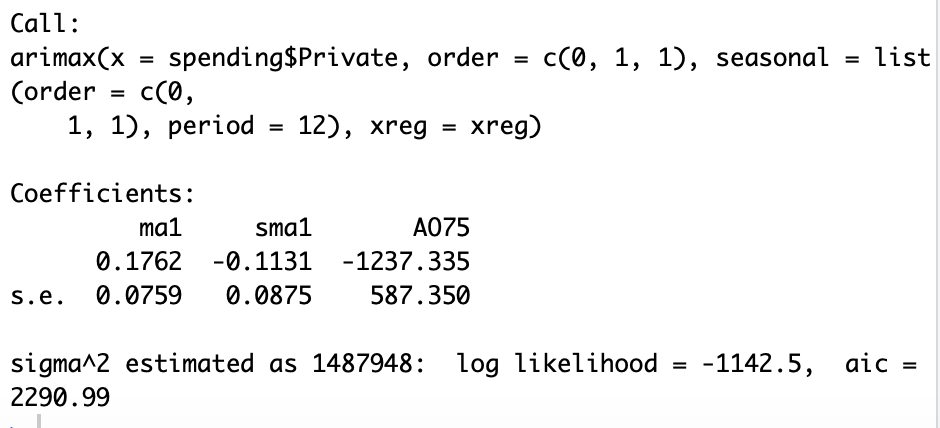 Call:
arimax(x = spending$Private, order = c(0, 1, 1), seasonal = list
(order = c(0,
    1, 1), period = 12), xreg = xreg)

Coefficients:
         ma1     sma1       AO75
      0.1762  -0.1131  -1237.335
s.e.  0.0759   0.0875    587.350

sigma^2 estimated as 1487948:  log likelihood = -1142.5,  aic =
2290.99